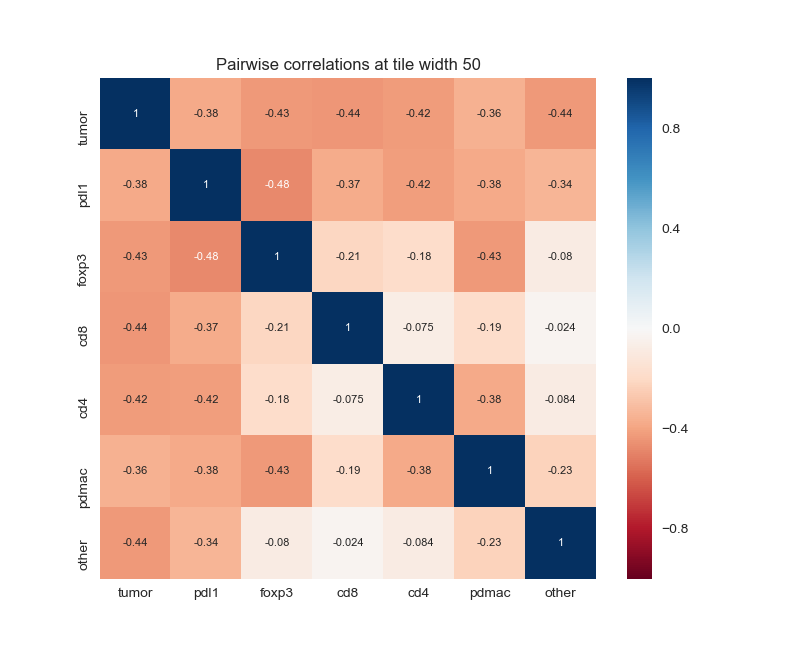 Pairwise correlations at tile width 50
tumor 1 -0.38 -0.43 -0.44 -0.42 -0.36 -0.44
pdl1 -0.38 1 -0.48 -0.37 -0.42 -0.38 -0.34
foxp3 -0.43 -0.48 1 -0.21 -0.18 -0.43 -0.08
cd8 -0.44 -0.37 -0.21 1 -0.075 -0.19 -0.024
cd4 -0.42 -0.42 -0.18 -0.075 1 -0.38 -0.084
pdmac -0.36 -0.38 -0.43 -0.19 -0.38 1 -0.23
other -0.44 -0.34 -0.08 -0.024 -0.084 -0.23 1
tumor pdl1 foxp3 cd8 cd4 pdmac other
0.8
0.4
0.0
−0.4
−0.8